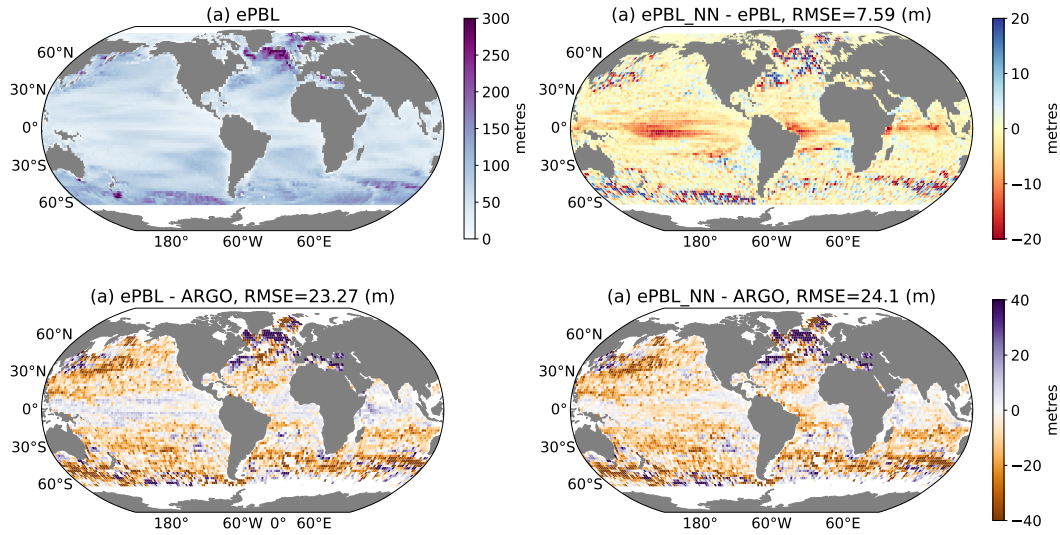 (a) ePBL
60°N
30°N
0°
30°S
60°S
180° 60°W 60°E
300
250
200
150
100
50
0
metres
(a) ePBL_NN - ePBL, RMSE=7.59 (m)
60°N
30°N
0°
30°S
60°S
180° 60°W 60°E
20
10
0
−10
−20
metres
(a) ePBL - ARGO, RMSE=23.27 (m)
60°N
30°N
0°
30°S
60°S
180° 60°W 0° 60°E
(a) ePBL_NN - ARGO, RMSE=24.1 (m)
60°N
30°N
0°
30°S
60°S
180° 60°W 60°E
40
20
0
−20
−40
metres